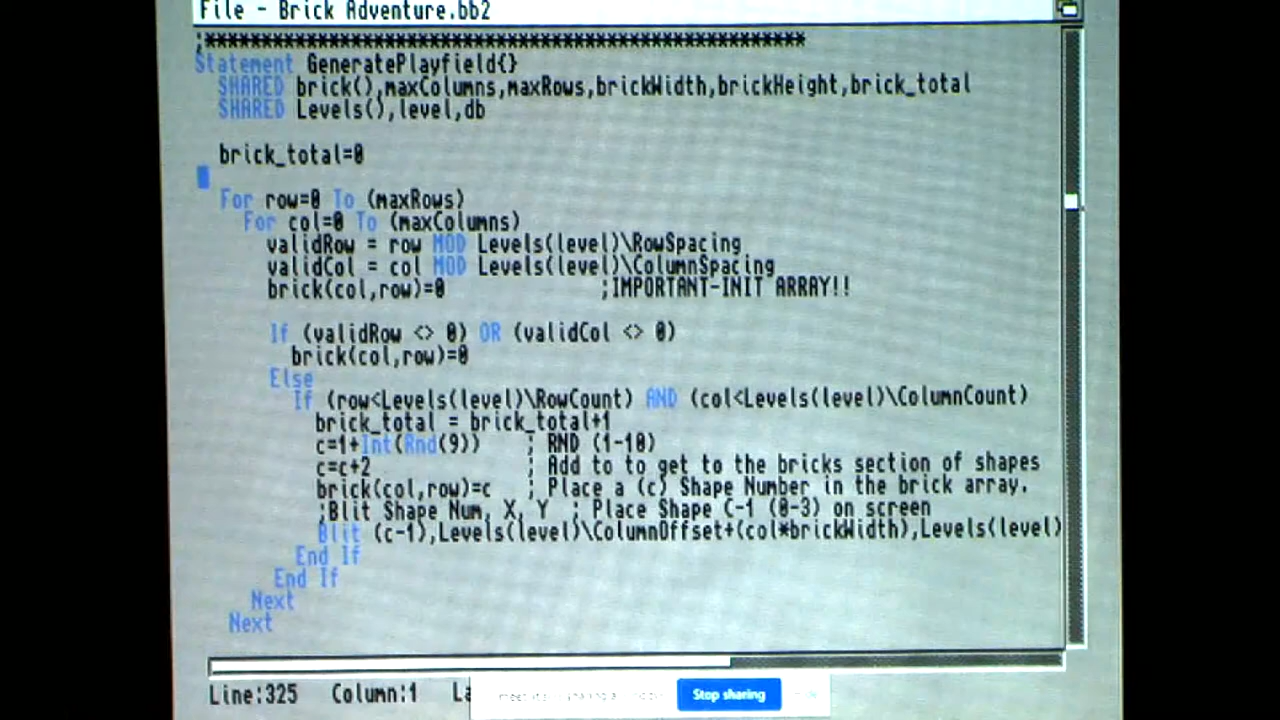 File - Brick Adventure.bb2
;****************************************************
Statement GeneratePlayfield{}
SHARED brick(),maxColumns,maxRows,brickWidth,brickHeight,brick_total
SHARED Levels(),level,db
brick_total=0
For row=0 To (maxRows)
For col=0 To (maxColumns)
validRow = row MOD Levels(level)\RowSpacing
validCol = col MOD Levels(level)\ColumnSpacing
brick(col,row)=0 ;IMPORTANT-INIT ARRAY!!
If (validRow <> 0) OR (validCol <> 0)
brick(col,row)=0
Else
If (row<Levels(level)\RowCount) AND (col<Levels(level)\ColumnCount)
brick_total = brick_total+1
c=1+Int(Rnd(9)) ; RND (1-10)
c=c+2 ; Add to to get to the bricks section of shapes
brick(col,row)=c ; Place a (c) Shape Number in the brick array.
;Blit Shape Num, X, Y ; Place Shape C-1 (0-3) on screen
Blit (c-1),Levels(level)\ColumnOffset+(col*brickWidth),Levels(level)
End If
End If
Next
Next
Line:325 Column:1 La
Stop sharing